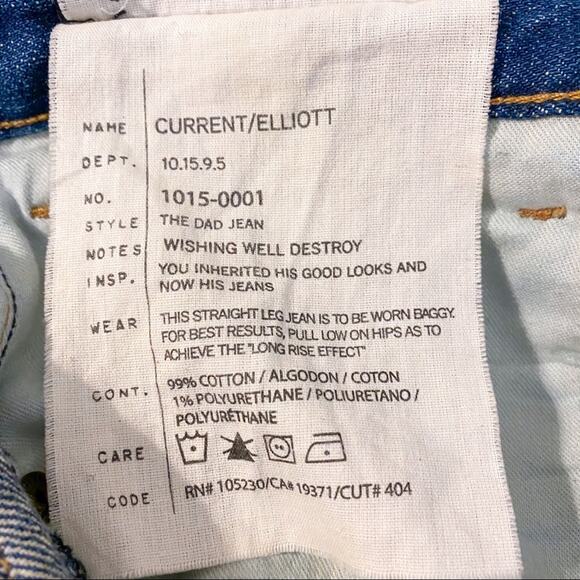 NAME CURRENT/ELLIOTT
DEPT. 10.15.9.5
NO. 1015-0001
STYLE THE DAD JEAN
NOTES WISHING WELL DESTROY
INSP. YOU INHERITED HIS GOOD LOOKS AND
NOW HIS JEANS
WEAR THIS STRAIGHT LEG JEAN IS TO BE WORN BAGGY.
FOR BEST RESULTS, PULL LOW ON HIPS AS TO
ACHIEVE THE "LONG RISE EFFECT"
CONT. 99% COTTON / ALGODON / COTON
1% POLYURETHANE / POLIURETANO /
POLYURÉTHANE
CARE
CODE RN# 105230/CA# 19371/CUT# 404